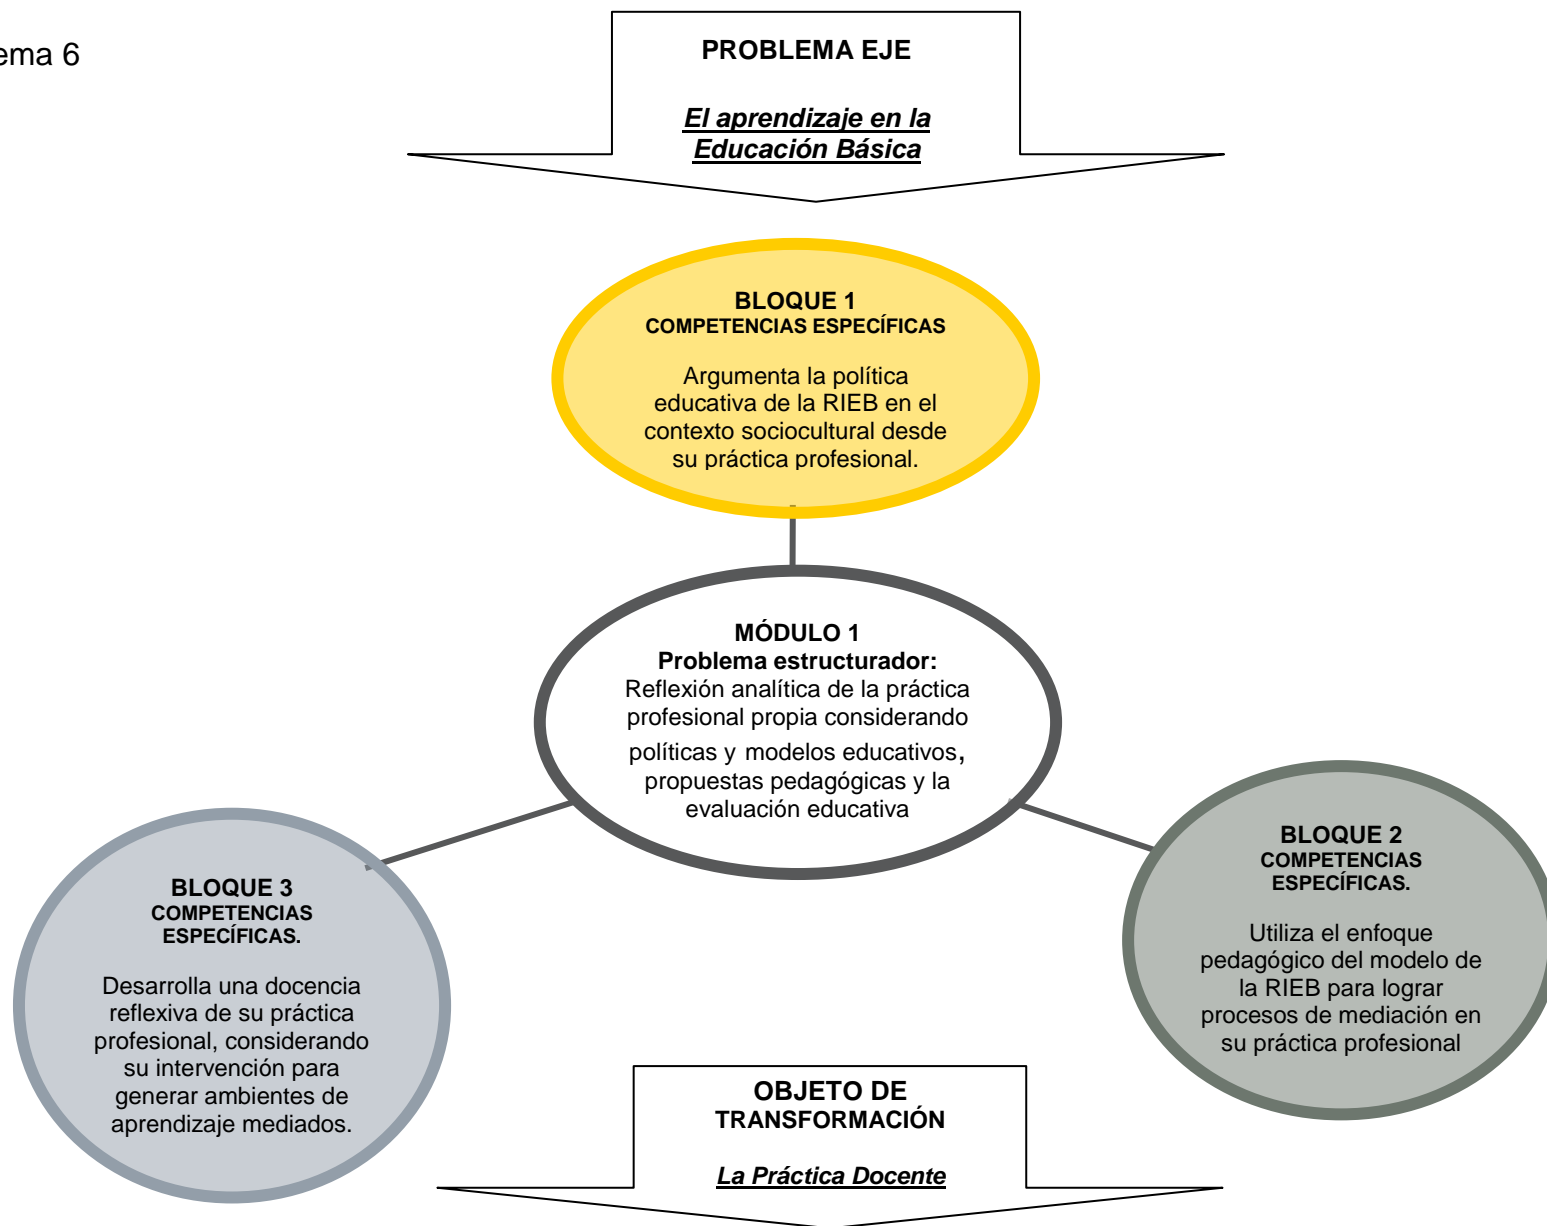 ema 6
PROBLEMA EJE
El aprendizaje en la
Educación Básica
BLOQUE 1
COMPETENCIAS ESPECÍFICAS
Argumenta la política
educativa de la RIEB en el
contexto sociocultural desde
su práctica profesional.
MÓDULO 1
Problema estructurador:
Reflexión analítica de la práctica
profesional propia considerando
políticas y modelos educativos,
propuestas pedagógicas y la
evaluación educativa
BLOQUE 2
COMPETENCIAS
ESPECÍFICAS.
Utiliza el enfoque
pedagógico del modelo de
la RIEB para lograr
procesos de mediación en
su práctica profesional
BLOQUE 3
COMPETENCIAS
ESPECÍFICAS.
Desarrolla una docencia
reflexiva de su práctica
profesional, considerando
su intervención para
generar ambientes de
aprendizaje mediados.
OBJETO DE
TRANSFORMACIÓN
La Práctica Docente